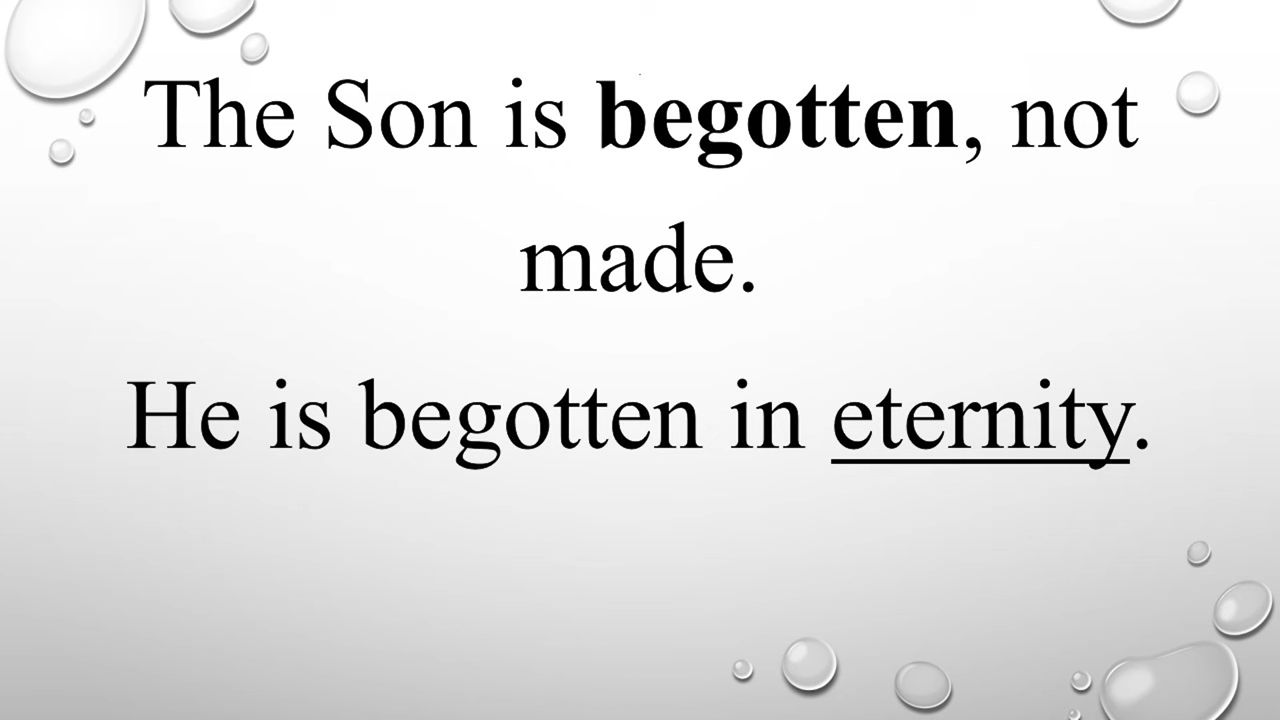 The Son is begotten, not
made.
He is begotten in eternity.